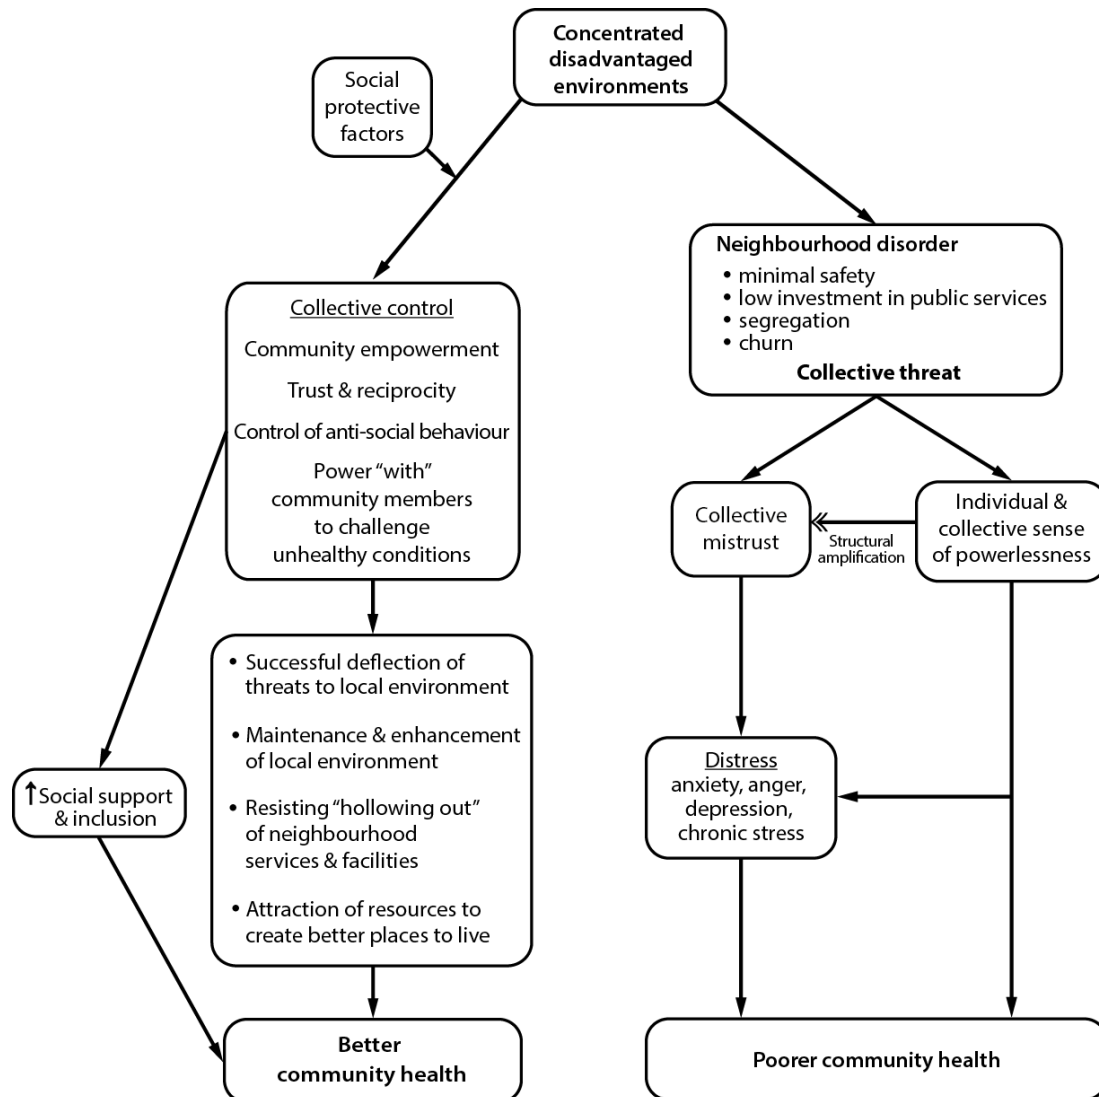 Concentrated
disadvantaged
environments
Social
protective
factors
Neighbourhood disorder
• minimal safety
• low investment in public services
• segregation
• churn
Collective threat
Collective control
Community empowerment
Trust & reciprocity
Control of anti-social behaviour
Power “with”
community members
to challenge
unhealthy conditions
Collective
mistrust
Structural
amplification
Individual &
collective sense
of powerlessness
• Successful deflection of
threats to local environment
• Maintenance & enhancement
of local environment
• Resisting “hollowing out”
of neighbourhood
services & facilities
• Attraction of resources to
create better places to live
↑Social support
& inclusion
Distress
anxiety, anger,
depression,
chronic stress
Better
community health
Poorer community health